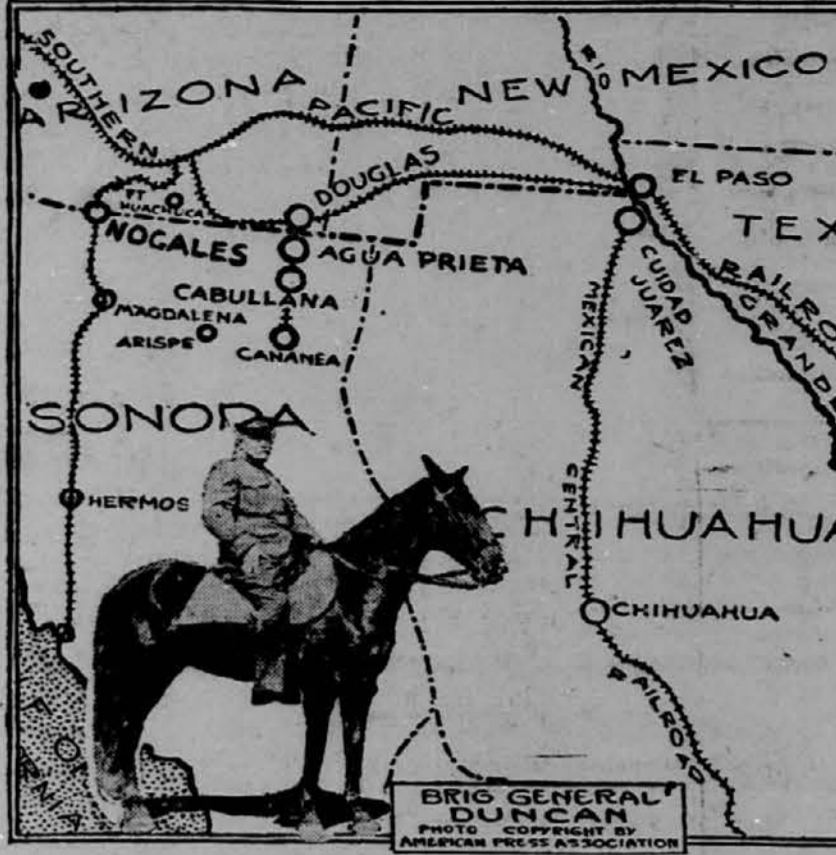 SOUTHERN
PACIFIC
ARIZONA
NEW MEXICO
RIO
DOUGLAS
EL PASO
TEX
FT
HUACHUCA
NOGALES
AGUA PRIETA
CUIDAD
JUAREZ
RAILRO
GRANDE
CABULLANA
MAGDALENA
ARISPE
CANANEA
MEXICAN
CENTRAL
SONORA
HERMOS
CHIHUAHUA
CHIHUAHUA
RAILROAD
F O
RNIA
BRIG GENERAL
DUNCAN
PHOTO COPYRIGHT BY
AMERICAN PRESS ASSOCIATION